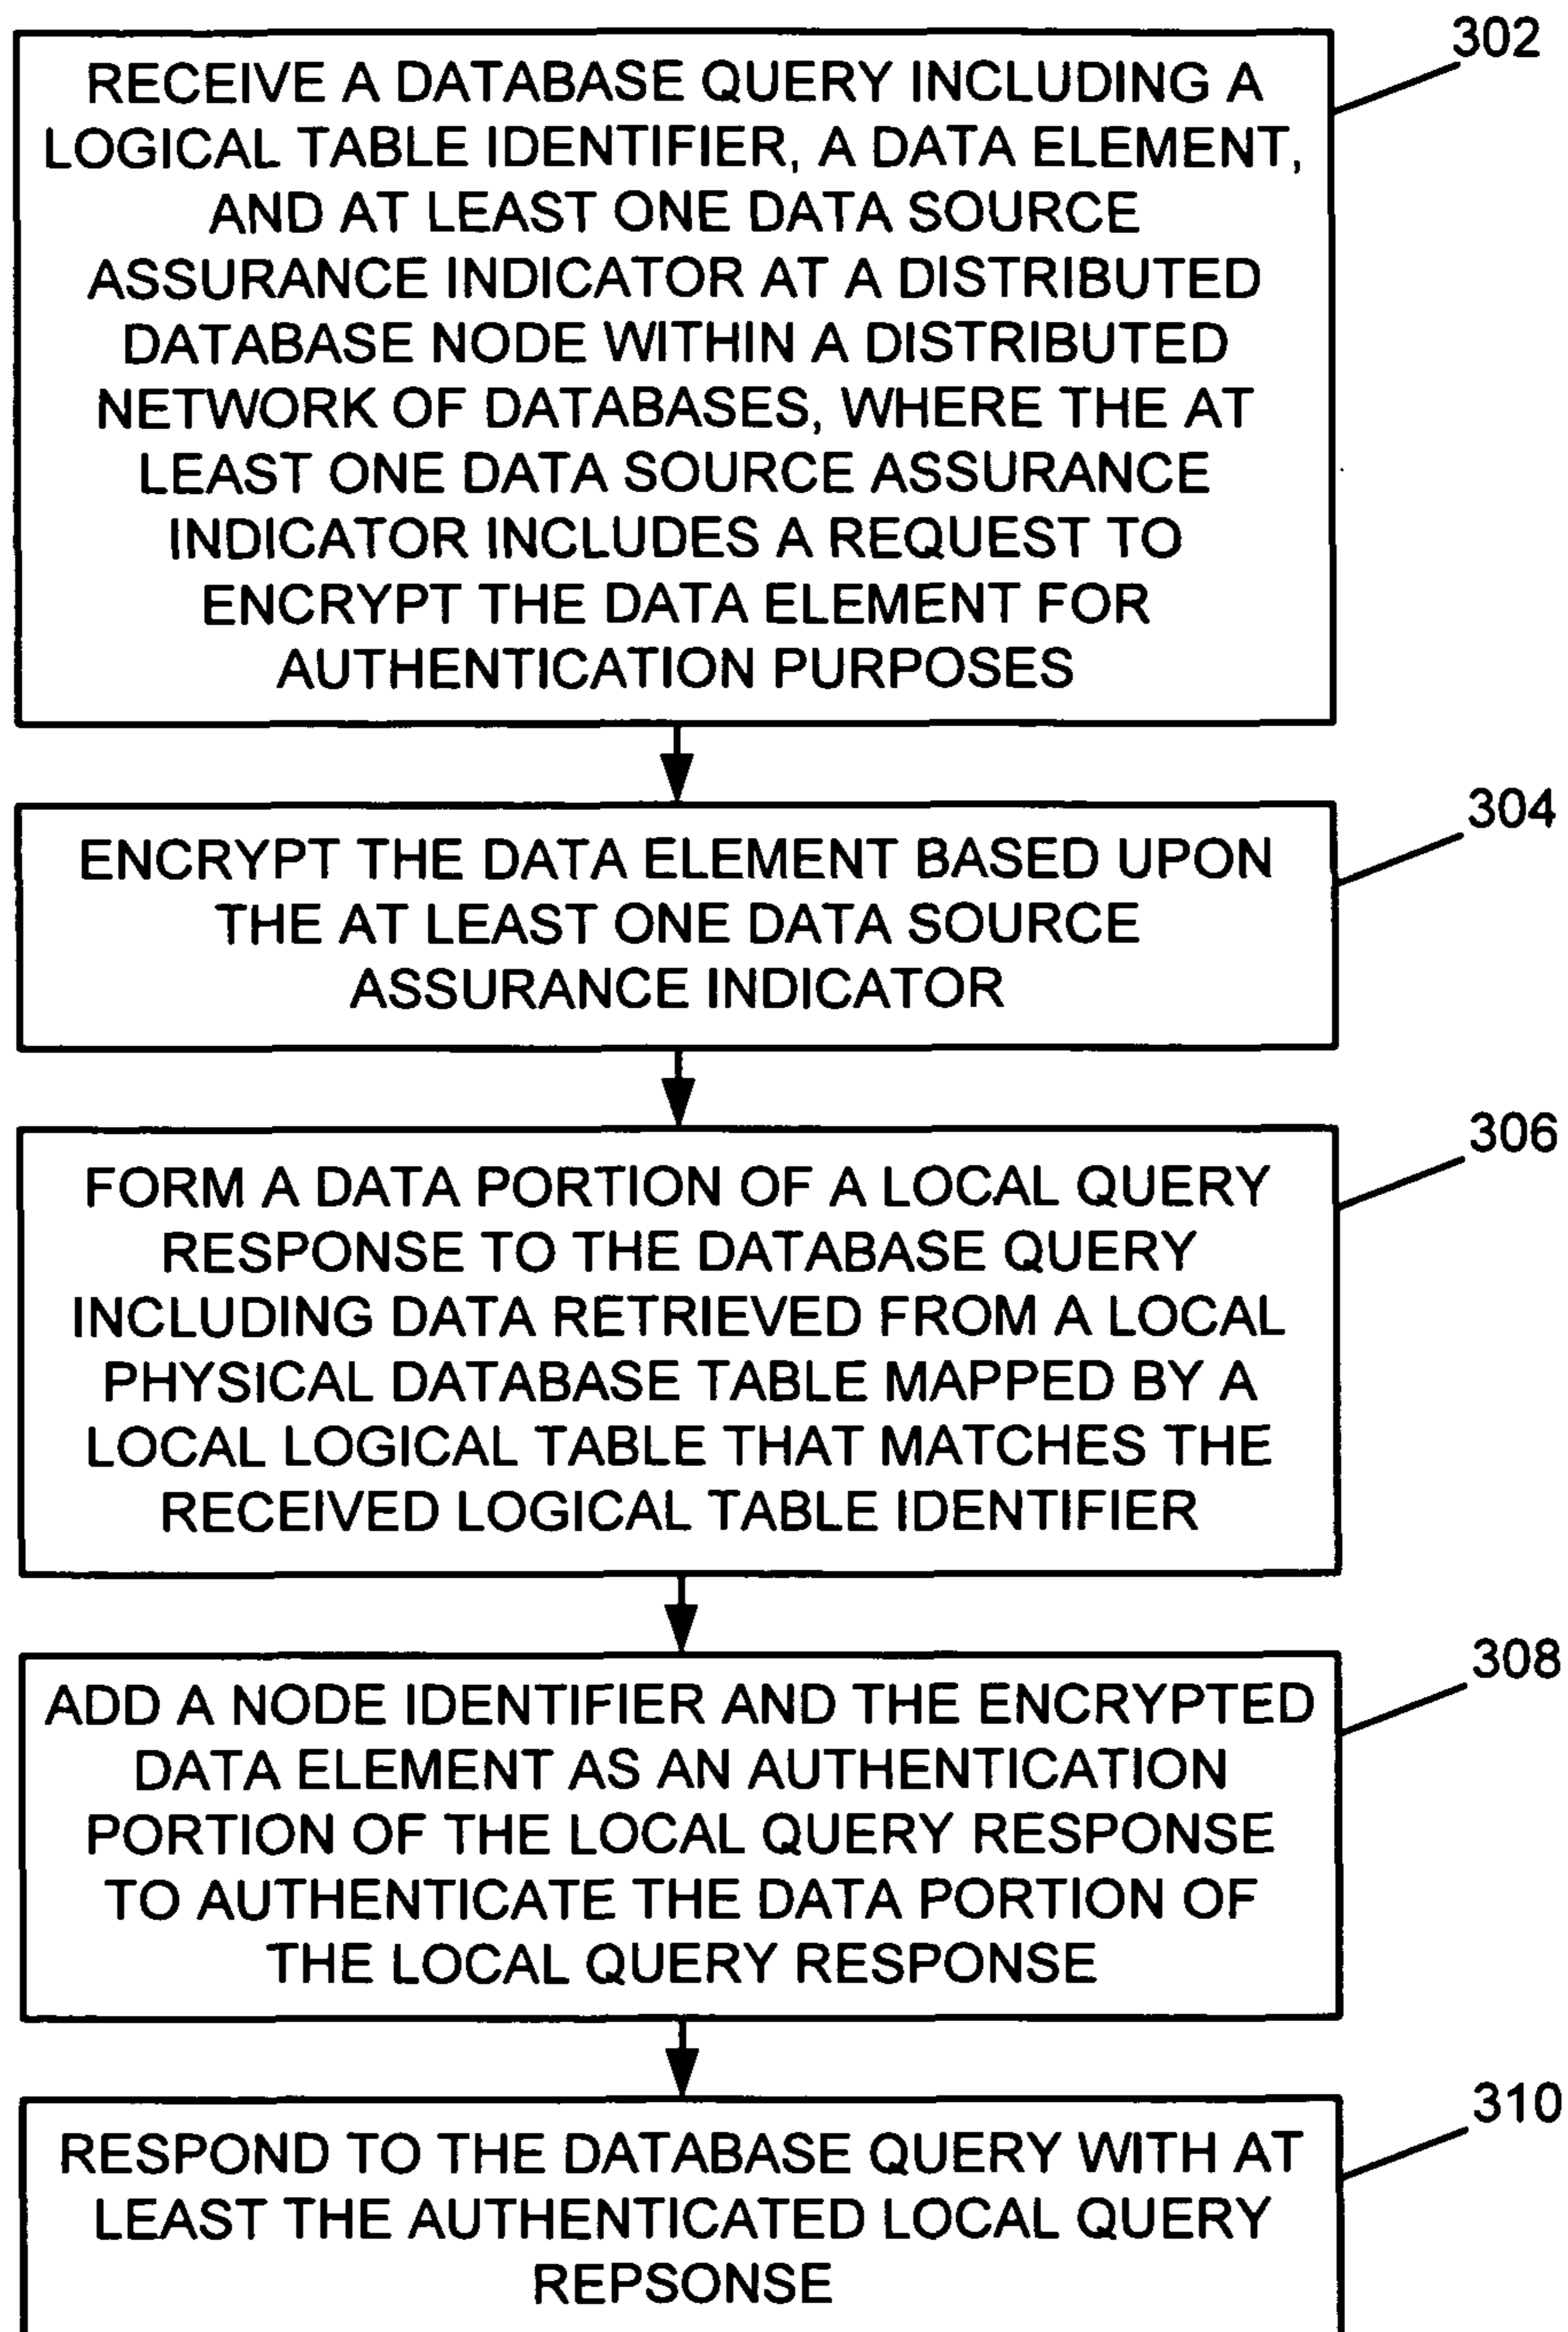 302
RECEIVE A DATABASE QUERY INCLUDING A
LOGICAL TABLE IDENTIFIER, A DATA ELEMENT,
AND AT LEAST ONE DATA SOURCE
ASSURANCE INDICATOR AT A DISTRIBUTED
DATABASE NODE WITHIN A DISTRIBUTED
NETWORK OF DATABASES, WHERE THE AT
LEAST ONE DATA SOURCE ASSURANCE
INDICATOR INCLUDES A REQUEST TO
ENCRYPT THE DATA ELEMENT FOR
AUTHENTICATION PURPOSES
304
ENCRYPT THE DATA ELEMENT BASED UPON
THE AT LEAST ONE DATA SOURCE
ASSURANCE INDICATOR
306
FORM A DATA PORTION OF A LOCAL QUERY
RESPONSE TO THE DATABASE QUERY
INCLUDING DATA RETRIEVED FROM A LOCAL
PHYSICAL DATABASE TABLE MAPPED BY A
LOCAL LOGICAL TABLE THAT MATCHES THE
RECEIVED LOGICAL TABLE IDENTIFIER
308
ADD A NODE IDENTIFIER AND THE ENCRYPTED
DATA ELEMENT AS AN AUTHENTICATION
PORTION OF THE LOCAL QUERY RESPONSE
TO AUTHENTICATE THE DATA PORTION OF
THE LOCAL QUERY RESPONSE
310
RESPOND TO THE DATABASE QUERY WITH AT
LEAST THE AUTHENTICATED LOCAL QUERY
REPSONSE